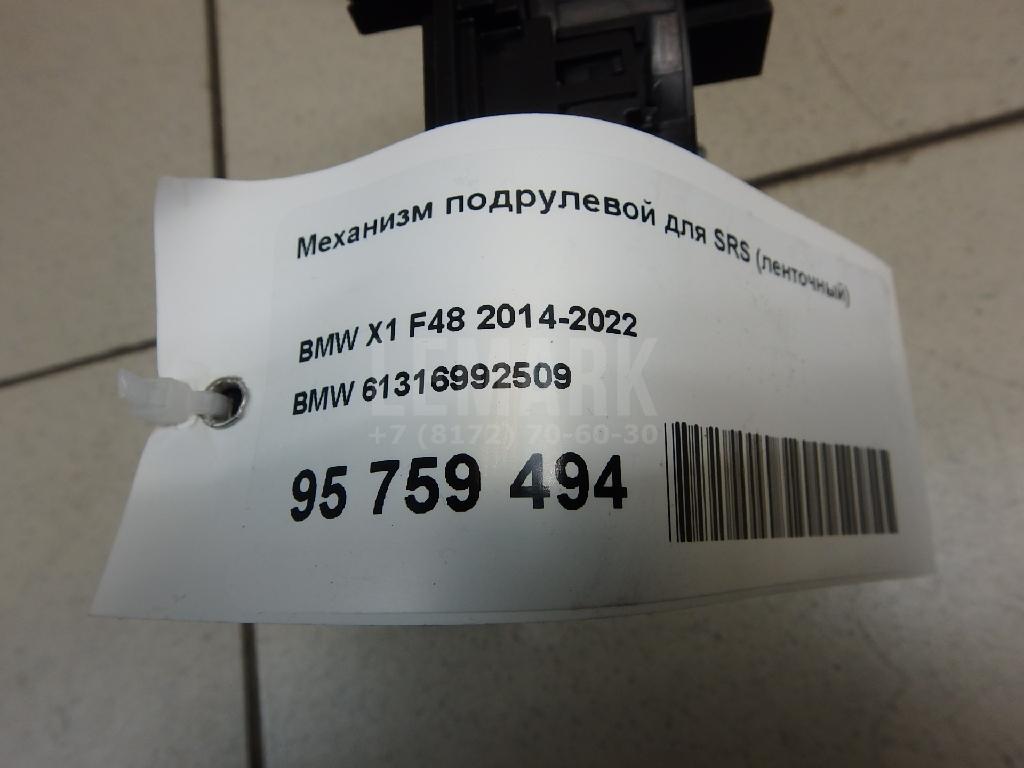 Механизм подрулевой для SRS (ленточный)
BMW X1 F48 2014-2022
BMW 61316992509
LEMARK
+7 (8172) 70-60-30
95 759 494